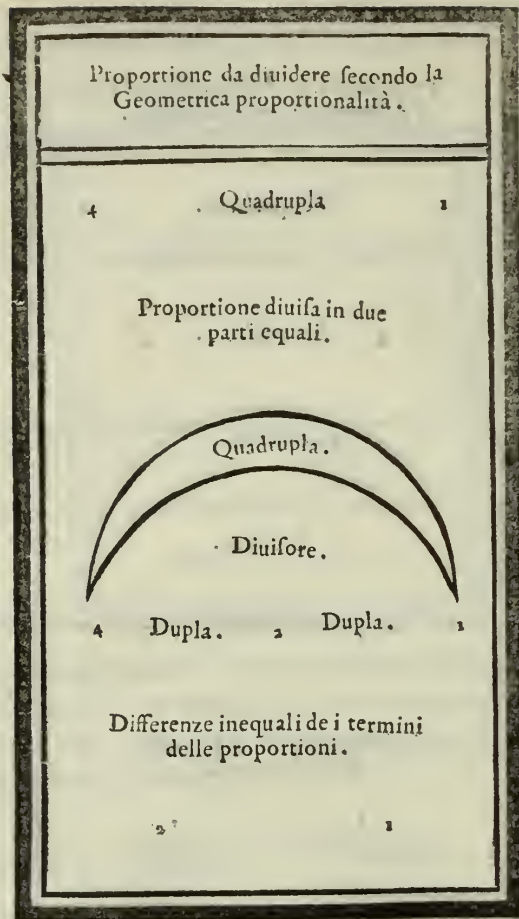 Proportione da diuidere ſecondo la
Geometrica proportionalità.
4 Quadrupla 1
Proportione diuiſa in due
parti equali.
Quadrupla.
Diuiſore.
4 Dupla. 2 Dupla. 1
Differenze inequali de i termini
delle proportioni.
2 1